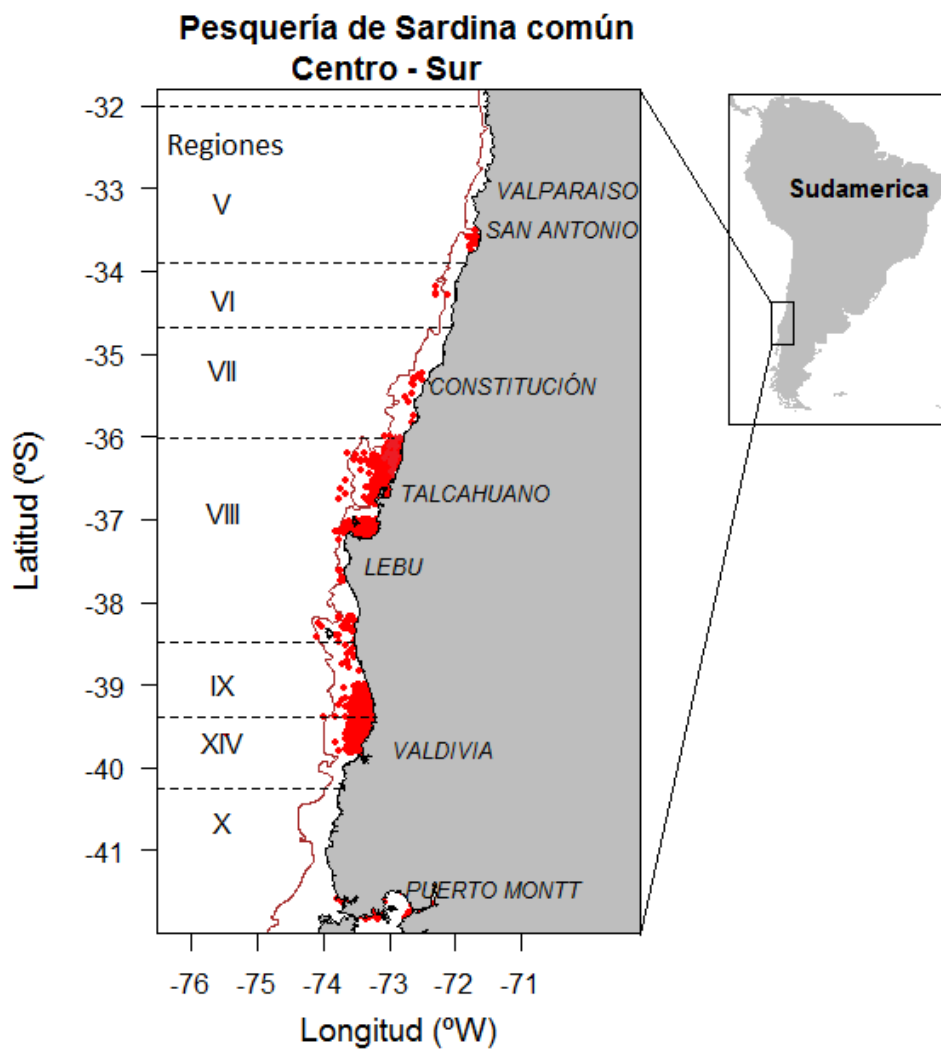 Pesquería de Sardina común
Centro - Sur
Regiones
V
VI
VII
VIII
IX
XIV
X
VALPARAISO
SAN ANTONIO
CONSTITUCIÓN
TALCAHUANO
LEBU
VALDIVIA
PUERTO MONTT
Sudamerica
Latitud (ºS)
-32
-33
-34
-35
-36
-37
-38
-39
-40
-41
-76 -75 -74 -73 -72 -71
Longitud (ºW)